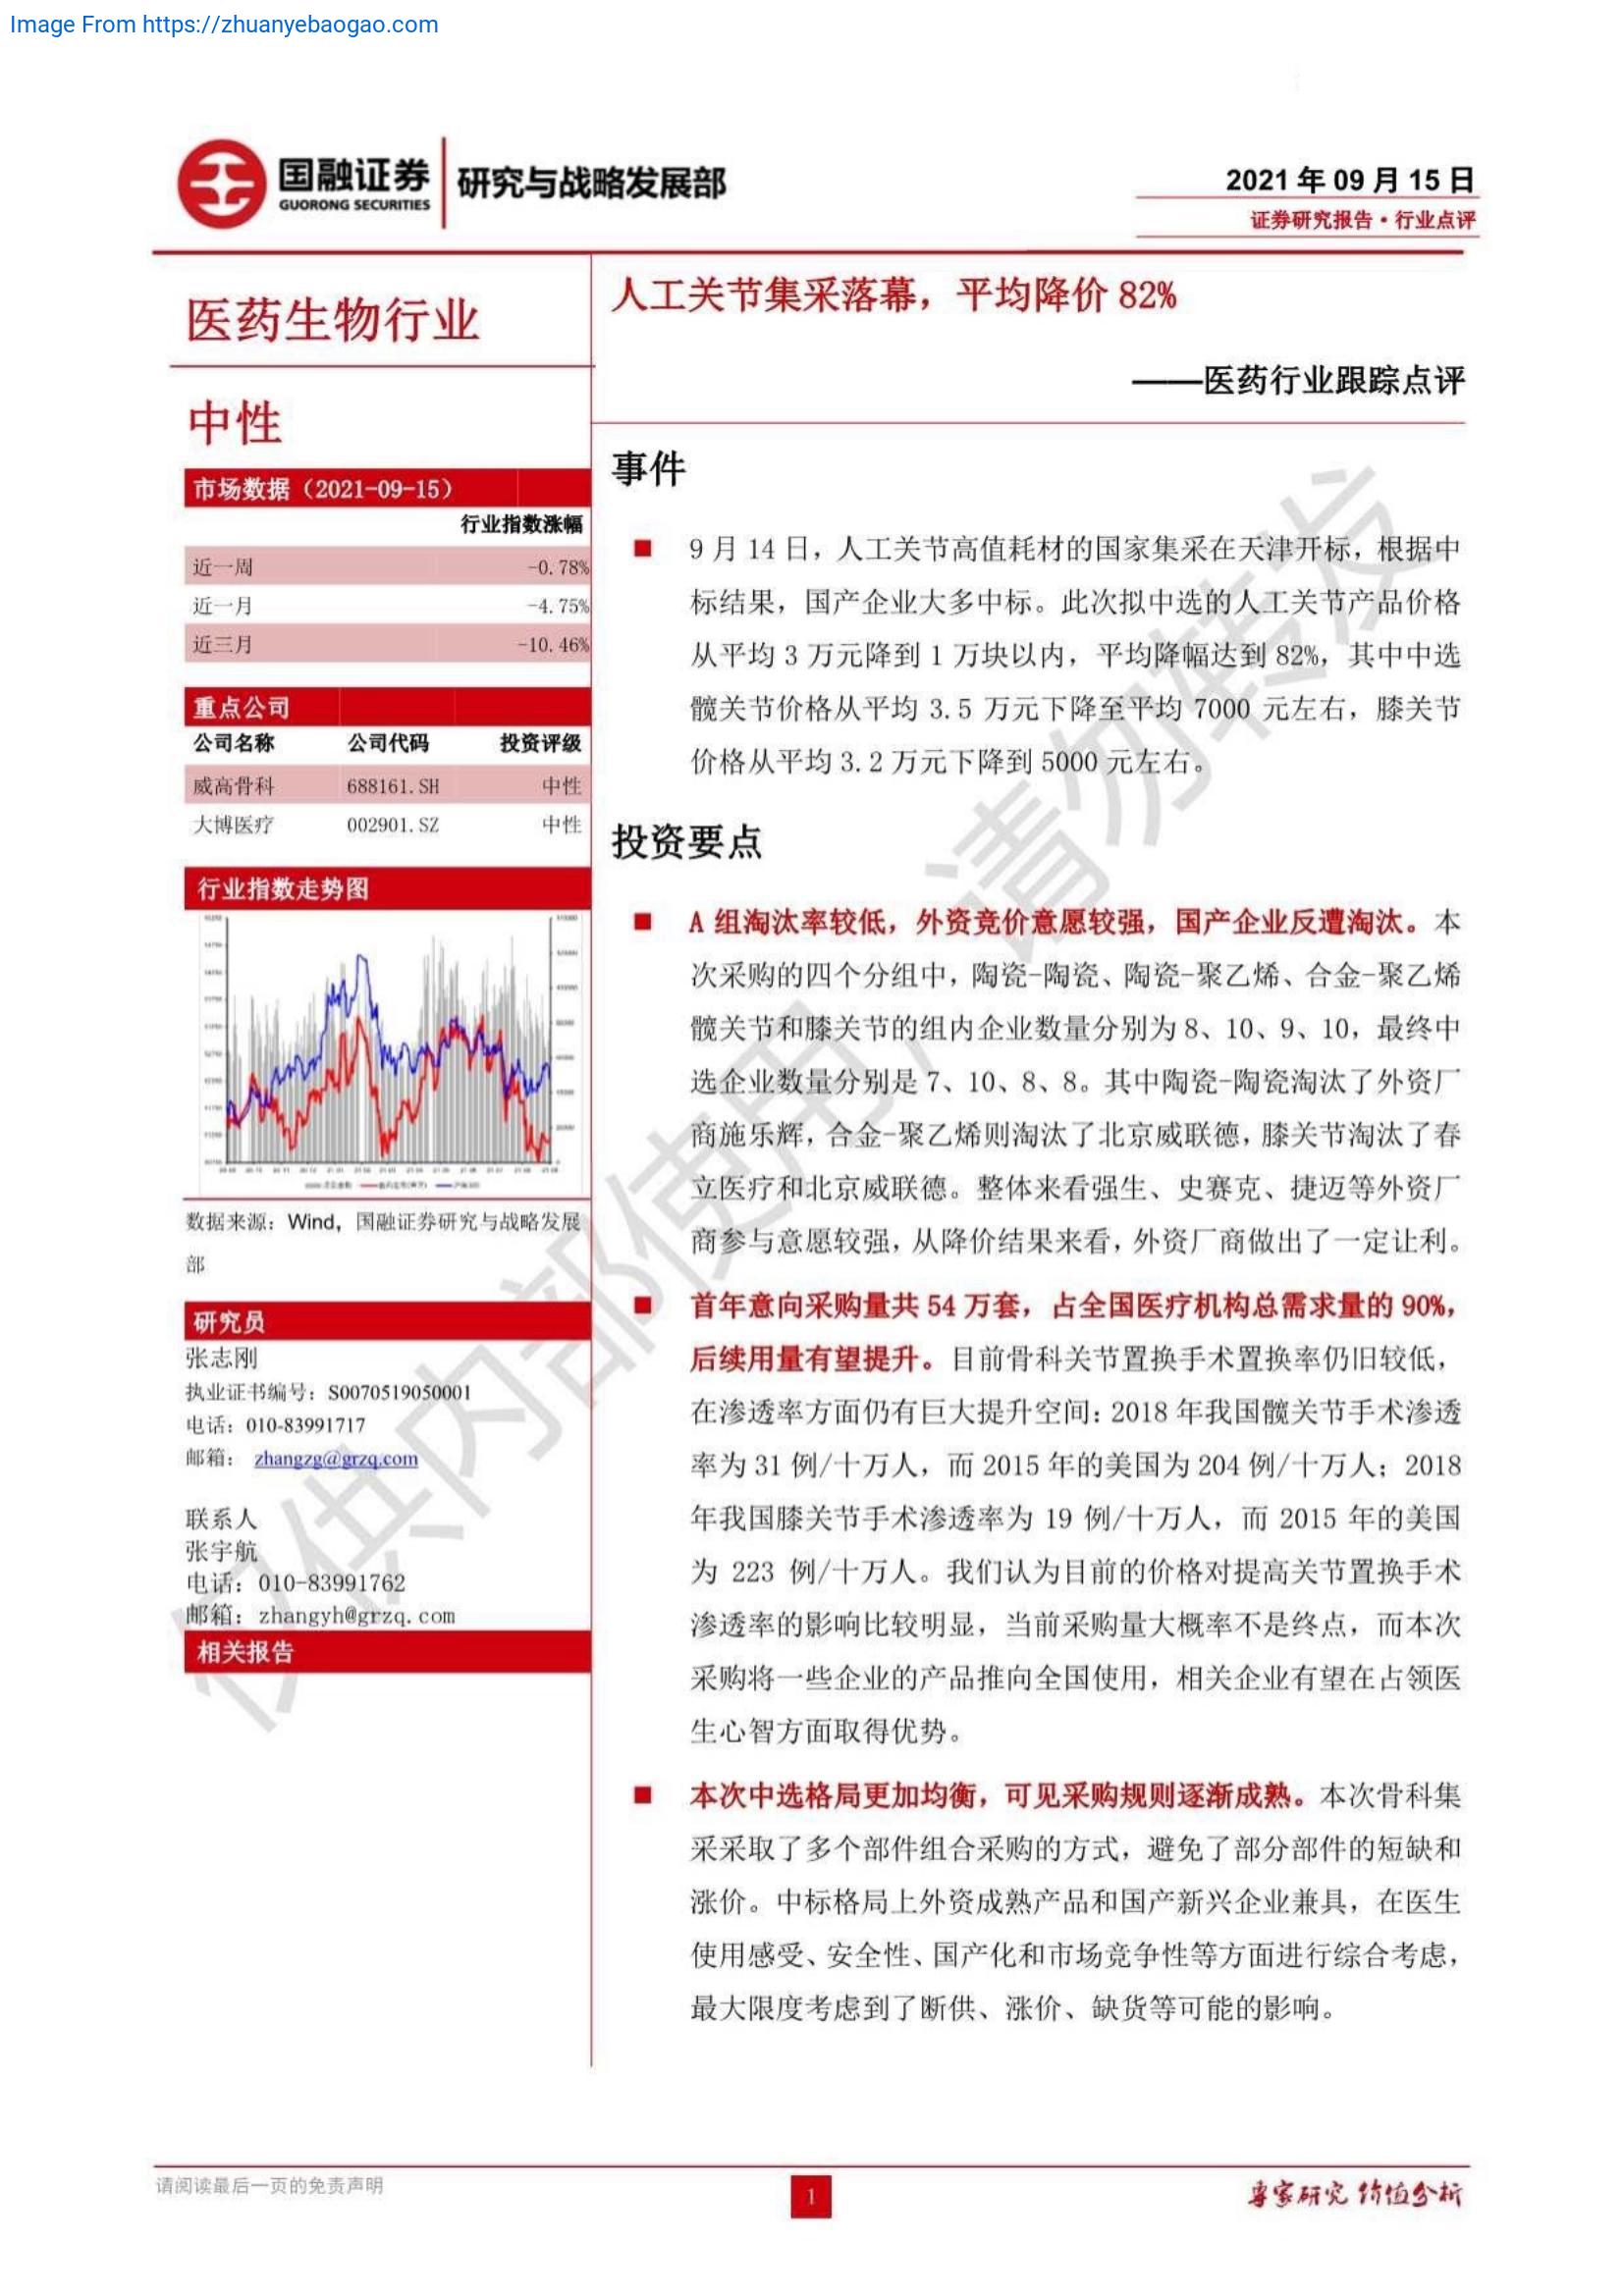 Image From https://zhuanyebaogao.com
国融证券
GUORONG SECURITIES
研究与战略发展部
2021 年 09 月 15 日
证券研究报告·行业点评
医药生物行业
中性
市场数据（2021-09-15）
行业指数涨幅
近一周 -0.78%
近一月 -4.75%
近三月 -10.46%
重点公司
公司名称 公司代码 投资评级
威高骨科 688161.SH 中性
大博医疗 002901.SZ 中性
行业指数走势图
数据来源：Wind，国融证券研究与战略发展
部
研究员
张志刚
执业证书编号：S0070519050001
电话：010-83991717
邮箱： zhangzg@grzq.com
联系人
张宇航
电话：010-83991762
邮箱：zhangyh@grzq.com
相关报告
人工关节集采落幕，平均降价 82%
——医药行业跟踪点评
事件
■ 9 月 14 日，人工关节高值耗材的国家集采在天津开标，根据中
标结果，国产企业大多中标。此次拟中选的人工关节产品价格
从平均 3 万元降到 1 万块以内，平均降幅达到 82%，其中中选
髋关节价格从平均 3.5 万元下降至平均 7000 元左右，膝关节
价格从平均 3.2 万元下降到 5000 元左右。
投资要点
■ A 组淘汰率较低，外资竞价意愿较强，国产企业反遭淘汰。本
次采购的四个分组中，陶瓷-陶瓷、陶瓷-聚乙烯、合金-聚乙烯
髋关节和膝关节的组内企业数量分别为 8、10、9、10，最终中
选企业数量分别是 7、10、8、8。其中陶瓷-陶瓷淘汰了外资厂
商施乐辉，合金-聚乙烯则淘汰了北京威联德，膝关节淘汰了春
立医疗和北京威联德。整体来看强生、史赛克、捷迈等外资厂
商参与意愿较强，从降价结果来看，外资厂商做出了一定让利。
■ 首年意向采购量共 54 万套，占全国医疗机构总需求量的 90%，
后续用量有望提升。目前骨科关节置换手术置换率仍旧较低，
在渗透率方面仍有巨大提升空间：2018 年我国髋关节手术渗透
率为 31 例/十万人，而 2015 年的美国为 204 例/十万人；2018
年我国膝关节手术渗透率为 19 例/十万人，而 2015 年的美国
为 223 例/十万人。我们认为目前的价格对提高关节置换手术
渗透率的影响比较明显，当前采购量大概率不是终点，而本次
采购将一些企业的产品推向全国使用，相关企业有望在占领医
生心智方面取得优势。
■ 本次中选格局更加均衡，可见采购规则逐渐成熟。本次骨科集
采采取了多个部件组合采购的方式，避免了部分部件的短缺和
涨价。中标格局上外资成熟产品和国产新兴企业兼具，在医生
使用感受、安全性、国产化和市场竞争性等方面进行综合考虑，
最大限度考虑到了断供、涨价、缺货等可能的影响。
仅供内部使用，请勿转发
请阅读最后一页的免责声明
1
专家研究 价值分析